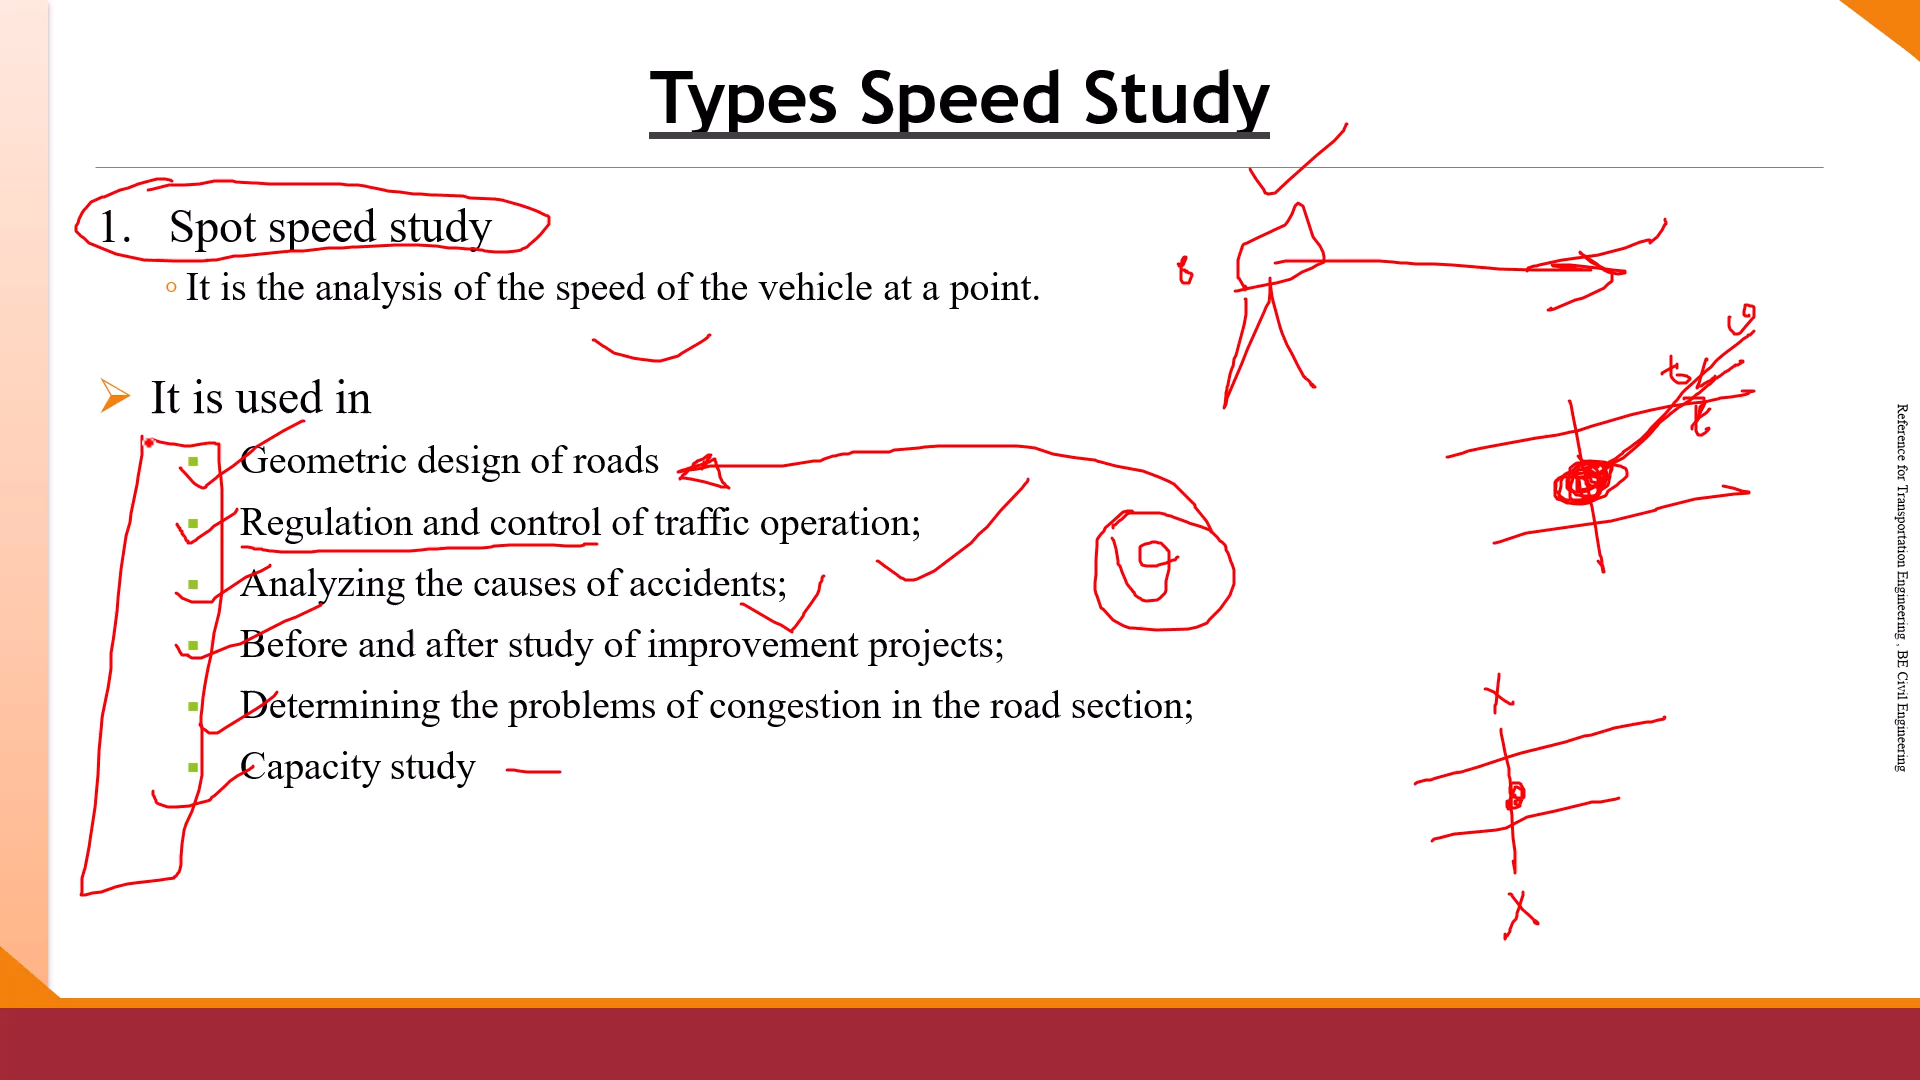 Types Speed Study
1. Spot speed study
It is the analysis of the speed of the vehicle at a point.
It is used in
Geometric design of roads
Regulation and control of traffic operation;
Analyzing the causes of accidents;
Before and after study of improvement projects;
Determining the problems of congestion in the road section;
Capacity study
X
X
Reference for Transportation Engineering , BE Civil Engineering